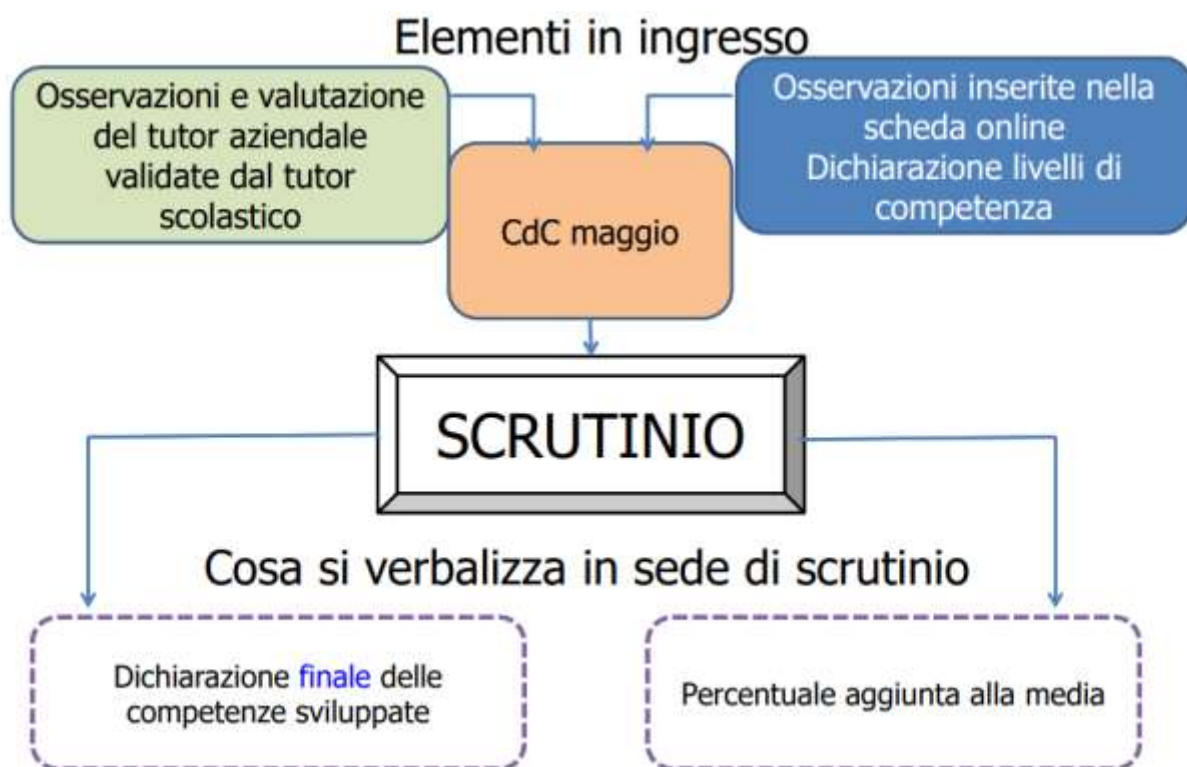 Elementi in ingresso
Osservazioni e valutazione
del tutor aziendale
validate dal tutor
scolastico
Osservazioni inserite nella
scheda online
Dichiarazione livelli di
competenza
CdC maggio
SCRUTINIO
Cosa si verbalizza in sede di scrutinio
Dichiarazione finale delle
competenze sviluppate
Percentuale aggiunta alla media